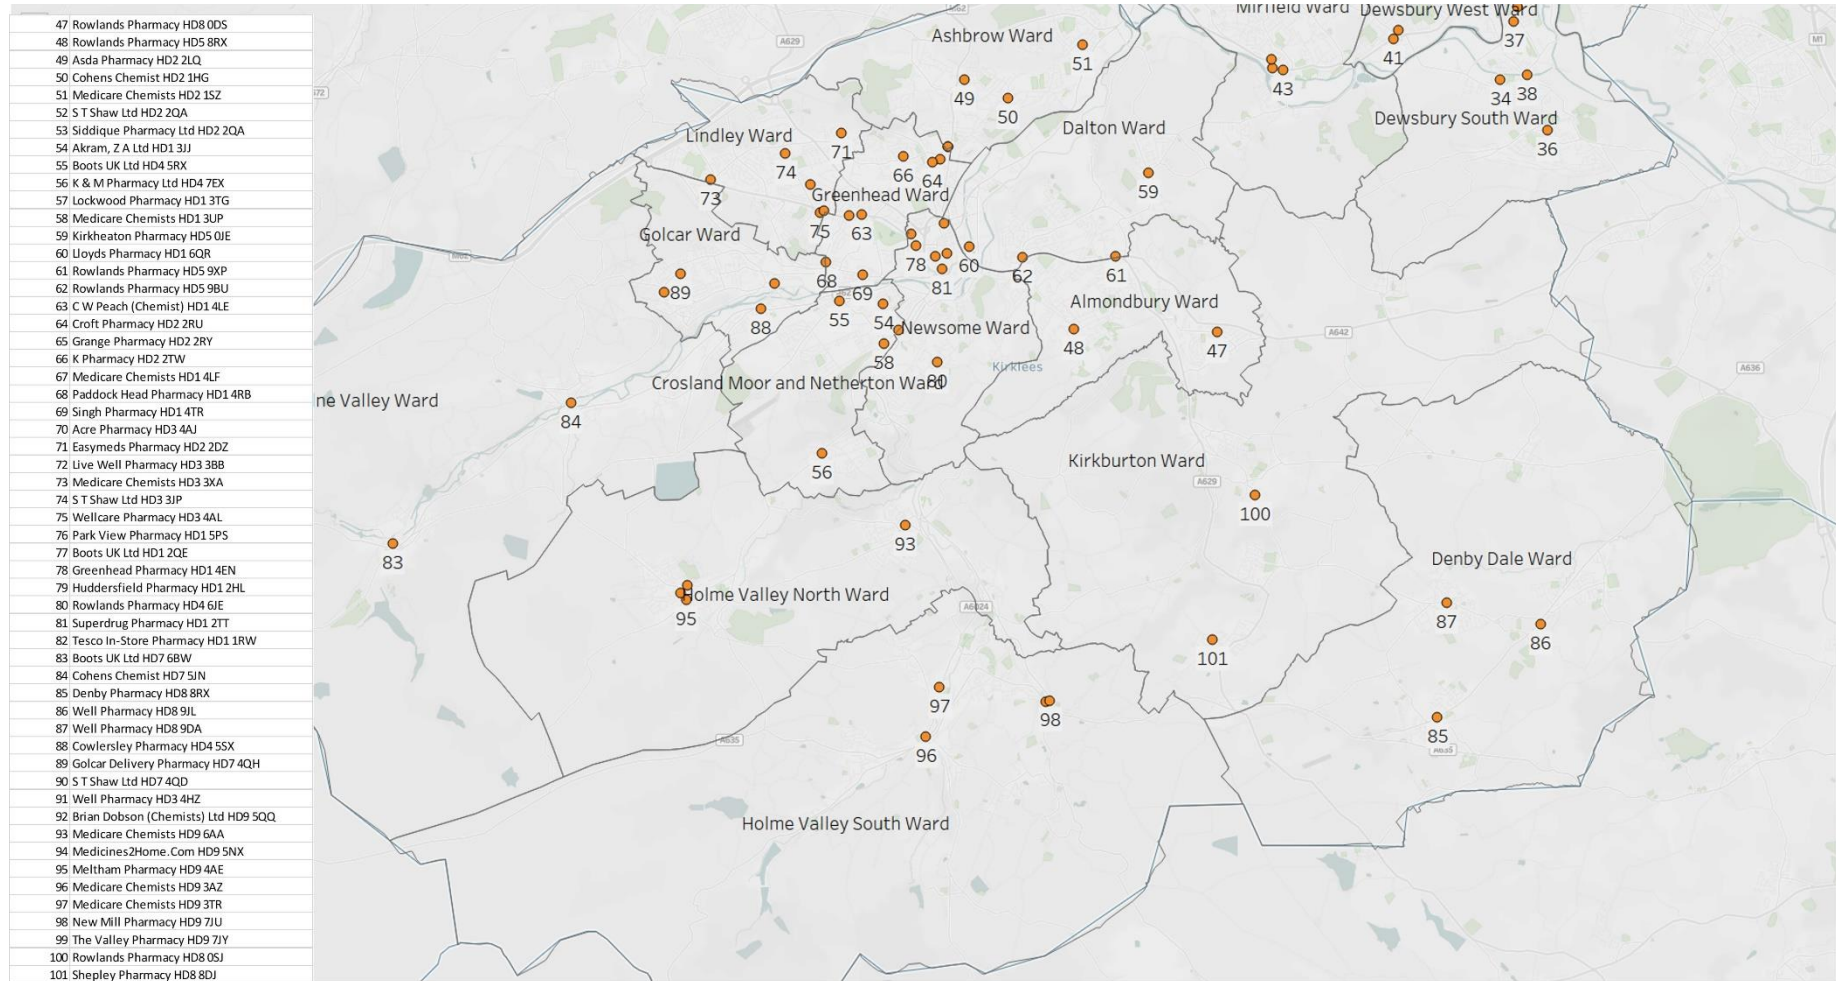 47 Rowlands Pharmacy HD8 0DS
48 Rowlands Pharmacy HD5 8RX
49 Asda Pharmacy HD2 2LQ
50 Cohens Chemist HD2 1HG
51 Medicare Chemists HD2 1SZ
52 S T Shaw Ltd HD2 2QA
53 Siddique Pharmacy Ltd HD2 2QA
54 Akram, Z A Ltd HD1 3JJ
55 Boots UK Ltd HD4 5RX
56 K & M Pharmacy Ltd HD4 7EX
57 Lockwood Pharmacy HD1 3TG
58 Medicare Chemists HD1 3UP
59 Kirkheaton Pharmacy HD5 0JE
60 Lloyds Pharmacy HD1 6QR
61 Rowlands Pharmacy HD5 9XP
62 Rowlands Pharmacy HD5 9BU
63 C W Peach (Chemist) HD1 4LE
64 Croft Pharmacy HD2 2RU
65 Grange Pharmacy HD2 2RY
66 K Pharmacy HD2 2TW
67 Medicare Chemists HD1 4LF
68 Paddock Head Pharmacy HD1 4RB
69 Singh Pharmacy HD1 4TR
70 Acre Pharmacy HD3 4AJ
71 Easymeds Pharmacy HD2 2DZ
72 Live Well Pharmacy HD3 3BB
73 Medicare Chemists HD3 3XA
74 S T Shaw Ltd HD3 3JP
75 Wellcare Pharmacy HD3 4AL
76 Park View Pharmacy HD1 5PS
77 Boots UK Ltd HD1 2QE
78 Greenhead Pharmacy HD1 4EN
79 Huddersfield Pharmacy HD1 2HL
80 Rowlands Pharmacy HD4 6JE
81 Superdrug Pharmacy HD1 2TT
82 Tesco In-Store Pharmacy HD1 1RW
83 Boots UK Ltd HD7 6BW
84 Cohens Chemist HD7 5JN
85 Denby Pharmacy HD8 8RX
86 Well Pharmacy HD8 9JL
87 Well Pharmacy HD8 9DA
88 Cowlersley Pharmacy HD4 5SX
89 Golcar Delivery Pharmacy HD7 4QH
90 S T Shaw Ltd HD7 4QD
91 Well Pharmacy HD3 4HZ
92 Brian Dobson (Chemists) Ltd HD9 5QQ
93 Medicare Chemists HD9 6AA
94 Medicines2Home.Com HD9 5NX
95 Meltham Pharmacy HD9 4AE
96 Medicare Chemists HD9 3AZ
97 Medicare Chemists HD9 3TR
98 New Mill Pharmacy HD9 7JU
99 The Valley Pharmacy HD9 7JY
100 Rowlands Pharmacy HD8 0SJ
101 Shepley Pharmacy HD8 8DJ
M62
Mirfield Ward
Dewsbury West Ward
37
Ashbrow Ward
A629
M1
51
41
43
49
34
38
50
Dewsbury South Ward
Dalton Ward
36
Lindley Ward
71
74
66
64
59
73
Greenhead Ward
75
63
Golcar Ward
M62
78
60
62
61
68
89
69
81
Almondbury Ward
88
55
54
Newsome Ward
48
47
A642
58
Kirklees
A636
80
Crosland Moor and Netherton Ward
ne Valley Ward
84
56
Kirkburton Ward
A629
100
93
83
Denby Dale Ward
Holme Valley North Ward
95
A6024
87
86
101
97
98
85
A635
A635
96
Holme Valley South Ward